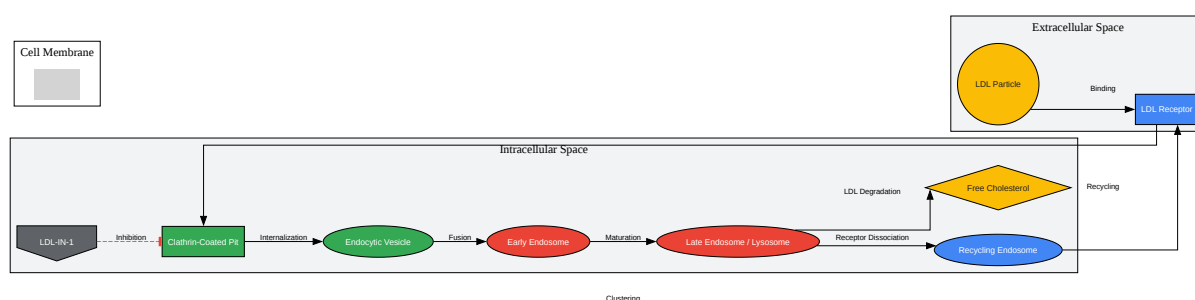 Extracellular Space
Cell Membrane
LDL Particle
Binding
LDL Receptor
Intracellular Space
LDL Degradation
Free Cholesterol
Recycling
LDL-IN-1
Inhibition
Clathrin-Coated Pit
Internalization
Endocytic Vesicle
Fusion
Early Endosome
Maturation
Late Endosome / Lysosome
Receptor Dissociation
Recycling Endosome
Clustering